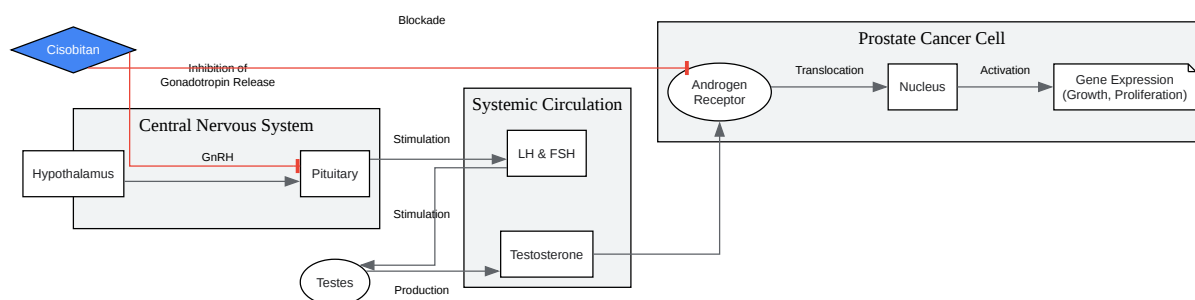 Blockade
Cisobitan
Inhibition of
Gonadotropin Release
Prostate Cancer Cell
Androgen
Receptor
Translocation
Nucleus
Activation
Gene Expression
(Growth, Proliferation)
Central Nervous System
GnRH
Hypothalamus
Pituitary
Stimulation
Systemic Circulation
LH & FSH
Stimulation
Testosterone
Testes
Production